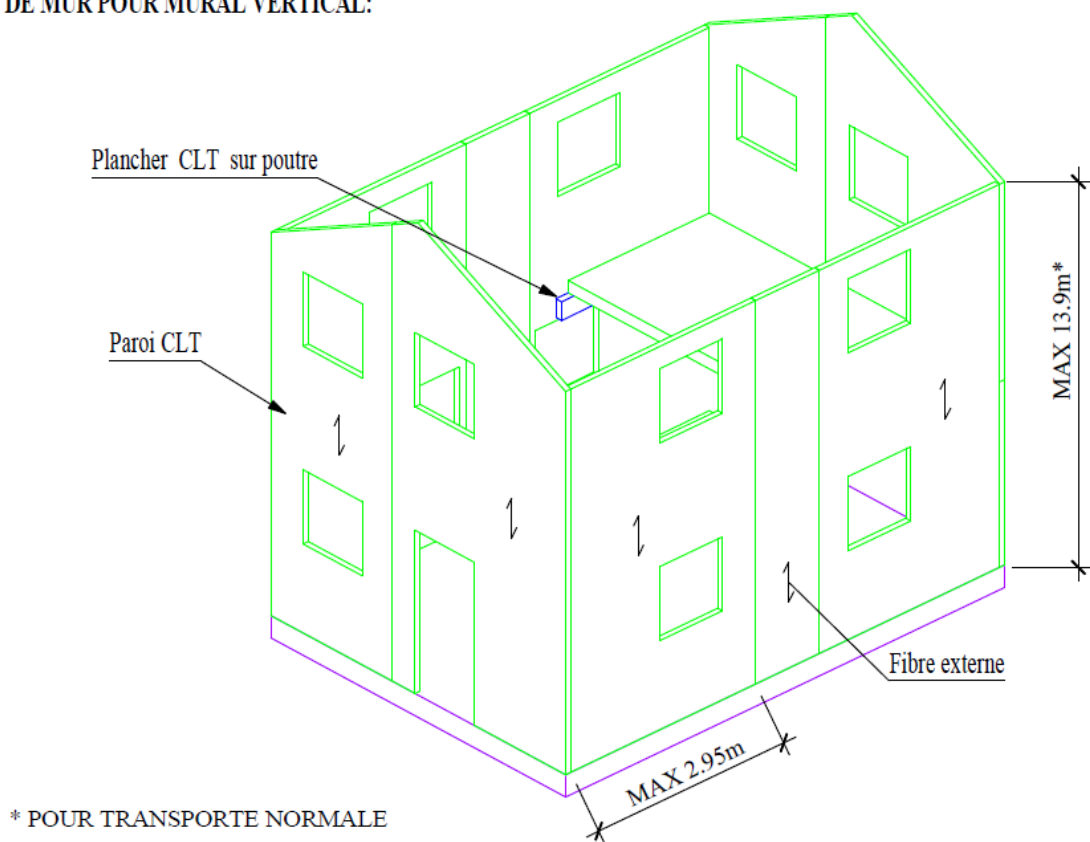 DE MUR POUR MURAL VERTICAL:
Plancher CLT sur poutre
Paroi CLT
MAX 13.9m*
Fibre externe
MAX 2.95m
* POUR TRANSPORTE NORMALE